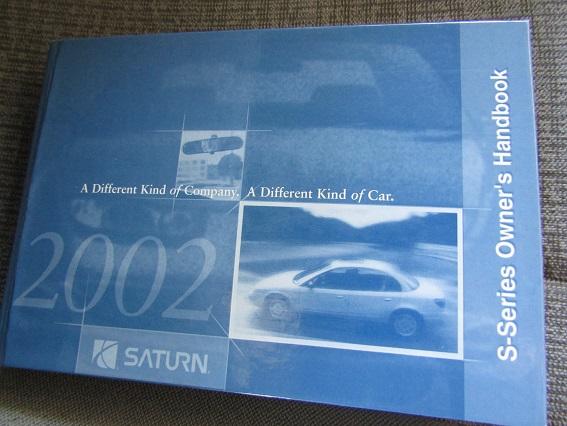 A Different Kind of Company. A Different Kind of Car.
2002
SATURN
S-Series Owner's Handbook